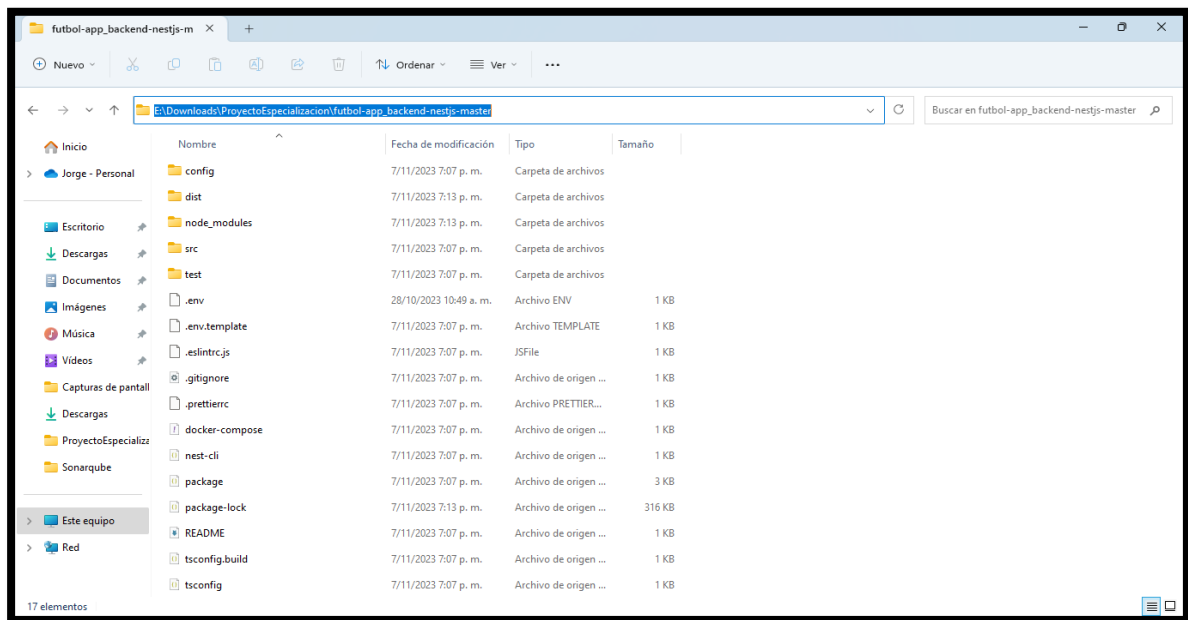 futbol-app_backend-nestjs-m
Nuevo
Ordenar
Ver
E:\Downloads\ProyectoEspecializacion\futbol-app_backend-nestjs-master
Buscar en futbol-app_backend-nestjs-master
Inicio
Jorge - Personal
Escritorio
Descargas
Documentos
Imágenes
Música
Vídeos
Capturas de pantall
Descargas
ProyectoEspecializa
Sonarqube
Este equipo
Red
Nombre Fecha de modificación Tipo Tamaño
config 7/11/2023 7:07 p. m. Carpeta de archivos
dist 7/11/2023 7:13 p. m. Carpeta de archivos
node_modules 7/11/2023 7:13 p. m. Carpeta de archivos
src 7/11/2023 7:07 p. m. Carpeta de archivos
test 7/11/2023 7:07 p. m. Carpeta de archivos
.env 28/10/2023 10:49 a. m. Archivo ENV 1 KB
.env.template 7/11/2023 7:07 p. m. Archivo TEMPLATE 1 KB
.eslintrc.js 7/11/2023 7:07 p. m. JSFile 1 KB
.gitignore 7/11/2023 7:07 p. m. Archivo de origen ... 1 KB
.prettierrc 7/11/2023 7:07 p. m. Archivo PRETTIER... 1 KB
docker-compose 7/11/2023 7:07 p. m. Archivo de origen ... 1 KB
nest-cli 7/11/2023 7:07 p. m. Archivo de origen ... 1 KB
package 7/11/2023 7:07 p. m. Archivo de origen ... 3 KB
package-lock 7/11/2023 7:13 p. m. Archivo de origen ... 316 KB
README 7/11/2023 7:07 p. m. Archivo de origen ... 1 KB
tsconfig.build 7/11/2023 7:07 p. m. Archivo de origen ... 1 KB
tsconfig 7/11/2023 7:07 p. m. Archivo de origen ... 1 KB
17 elementos